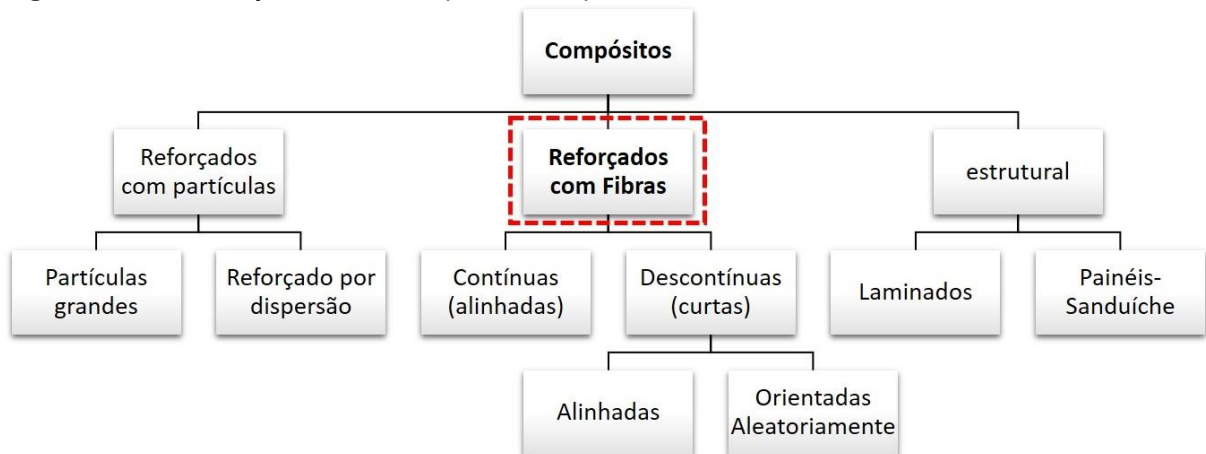 Compósitos
Reforçados
com partículas
Reforçados
com Fibras
estrutural
Partículas
grandes
Reforçado por
dispersão
Contínuas
(alinhadas)
Descontínuas
(curtas)
Laminados
Painéis-
Sanduíche
Alinhadas
Orientadas
Aleatoriamente